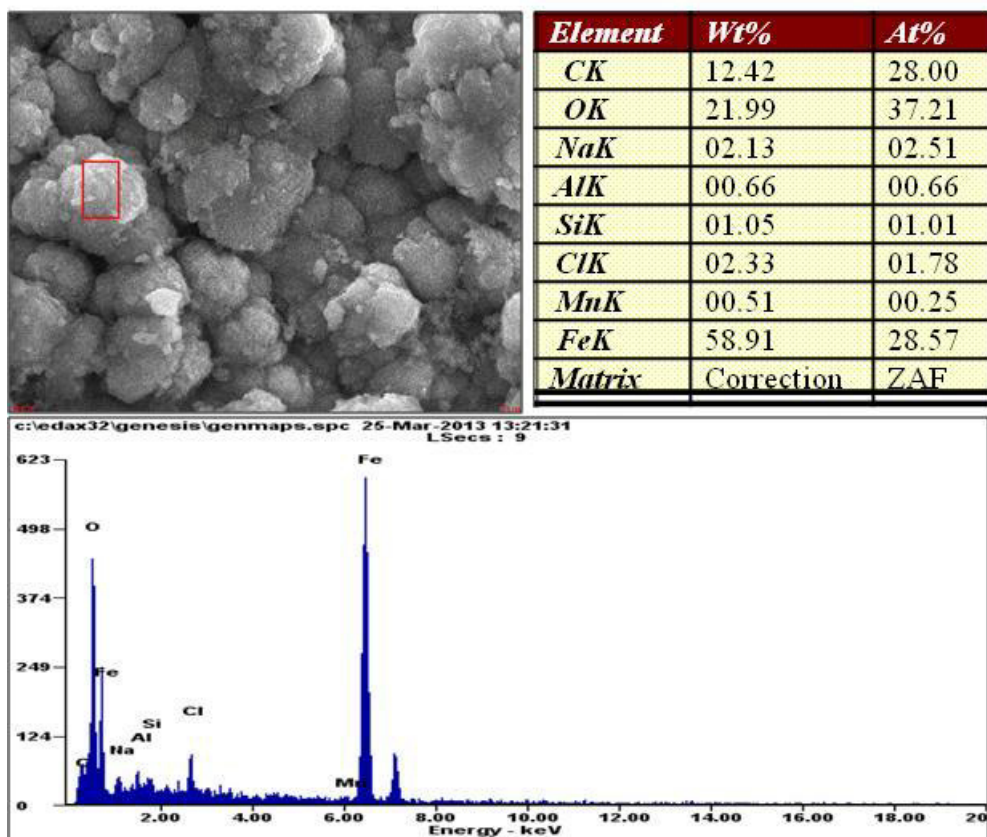 Element Wt% At%
CK 12.42 28.00
OK 21.99 37.21
NaK 02.13 02.51
AlK 00.66 00.66
SiK 01.05 01.01
ClK 02.33 01.78
MnK 00.51 00.25
FeK 58.91 28.57
Matrix Correction ZAF
c:\edax32\genesis\genmaps.spc 25-Mar-2013 13:21:31
LSecs : 9
623
Fe
498
O
374
249
Fe
124
Cl
Si
Al
Na
C
Mn
0
2.00 4.00 6.00 8.00 10.00 12.00 14.00 16.00 18.00 20
Energy - keV